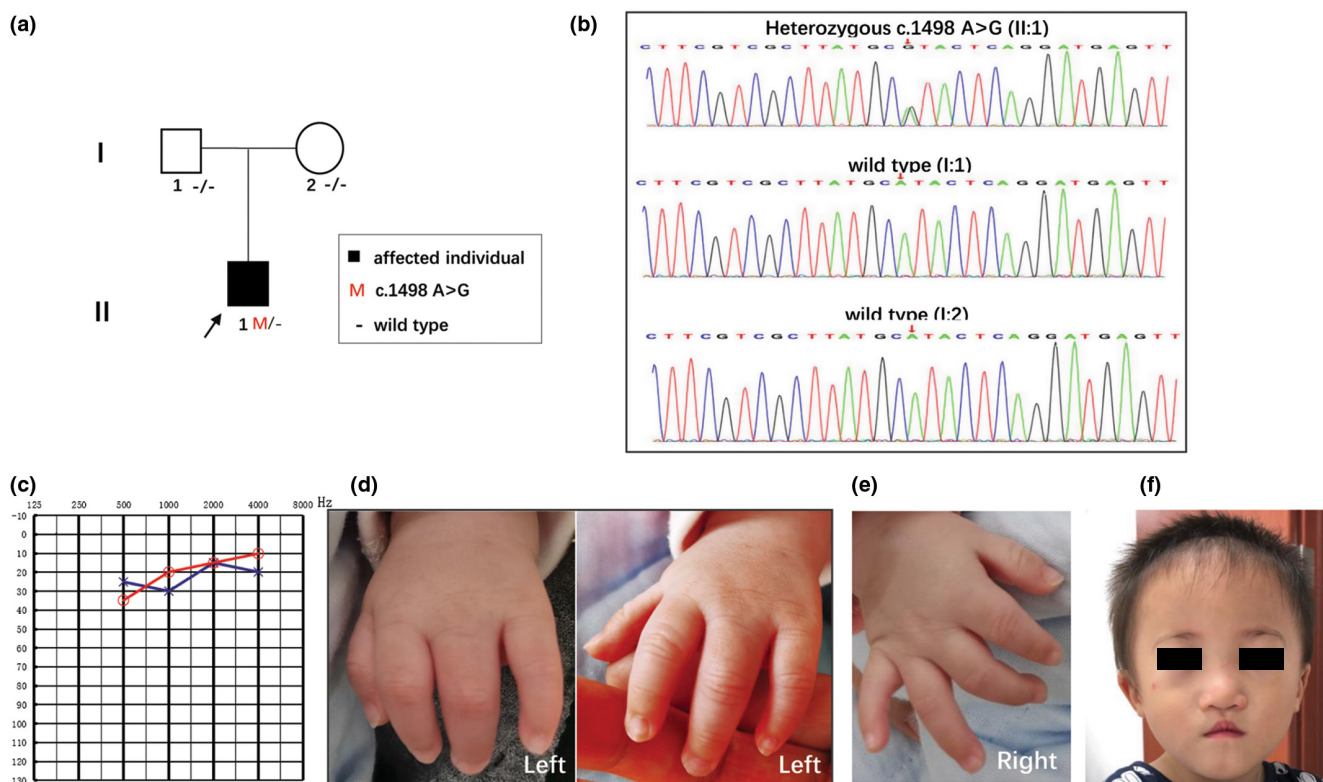 (a)
I
1 -/-
2 -/-
II
1 M/-
■ affected individual
M c.1498 A>G
- wild type
(b)
Heterozygous c.1498 A>G (II:1)
C T T C G T C G C T T A T G C G T A C T C A G G A T G A G T T
wild type (I:1)
C T T C G T C G C T T A T G C A T A C T C A G G A T G A G T T
wild type (I:2)
C T T C G T C G C T T A T G C A T A C T C A G G A T G A G T T
(c)
125 250 500 1000 2000 4000 8000 Hz
-10
0
10
20
30
40
50
60
70
80
90
100
110
120
130
(d)
Left
Left
(e)
Right
(f)